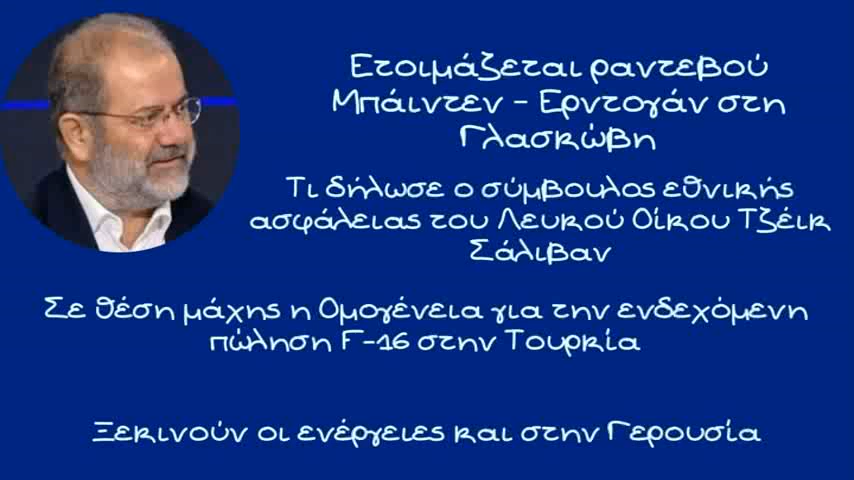 Ετοιμάζεται ραντεβού
Μπάιντεν - Ερντογάν στη
Γλασκώβη
Τι δήλωσε ο σύμβουλος εθνικής
ασφάλειας του Λευκού Οίκου Τζέικ
Σάλιβαν
Σε θέση μάχης η Ομογένεια για την ενδεχόμενη
πώληση F-16 στην Τουρκία
Ξεκινούν οι ενέργειες και στην Γερουσία